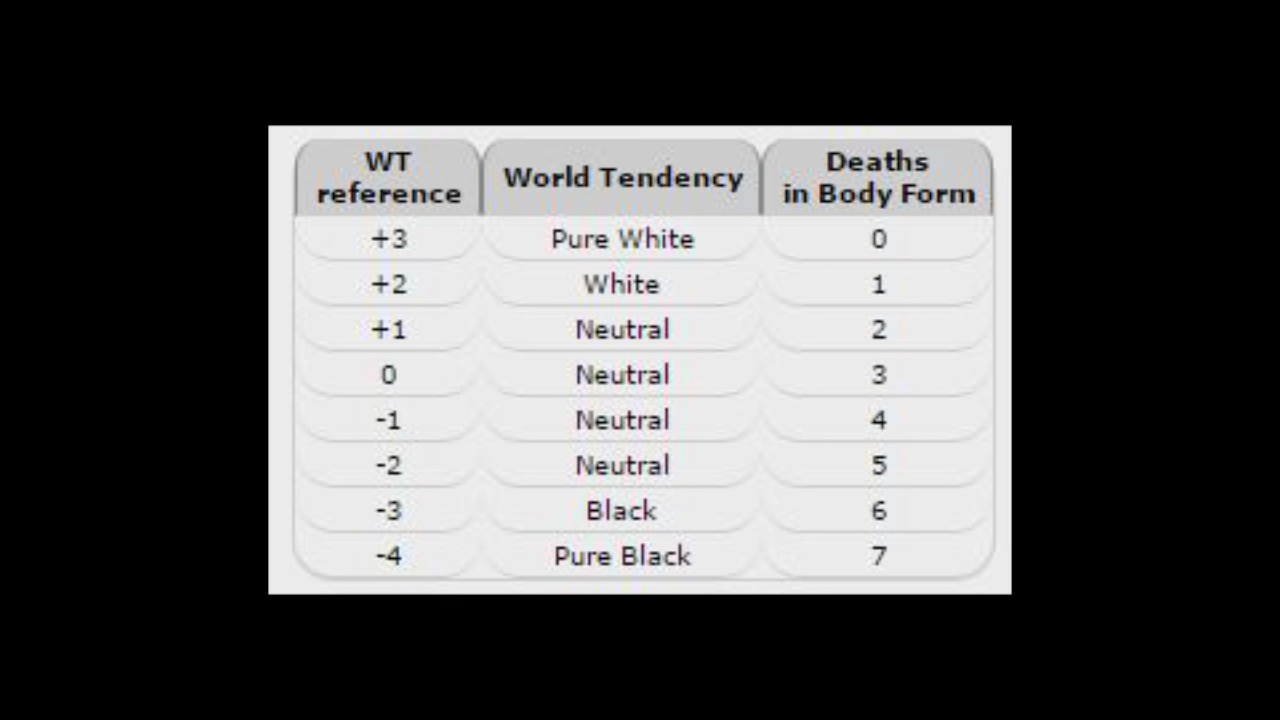 WT reference World Tendency Deaths in Body Form
+3 Pure White 0
+2 White 1
+1 Neutral 2
0 Neutral 3
-1 Neutral 4
-2 Neutral 5
-3 Black 6
-4 Pure Black 7